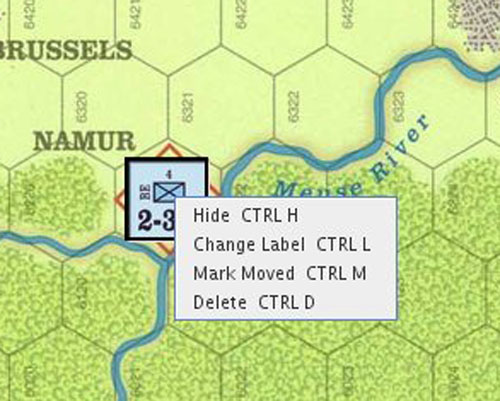 6420 6421 6422 6423
BRUSSELS
6320 6321 6322 6323
NAMUR
Meuse River
4
BE
2-3
Hide CTRL H
Change Label CTRL L
Mark Moved CTRL M
Delete CTRL D